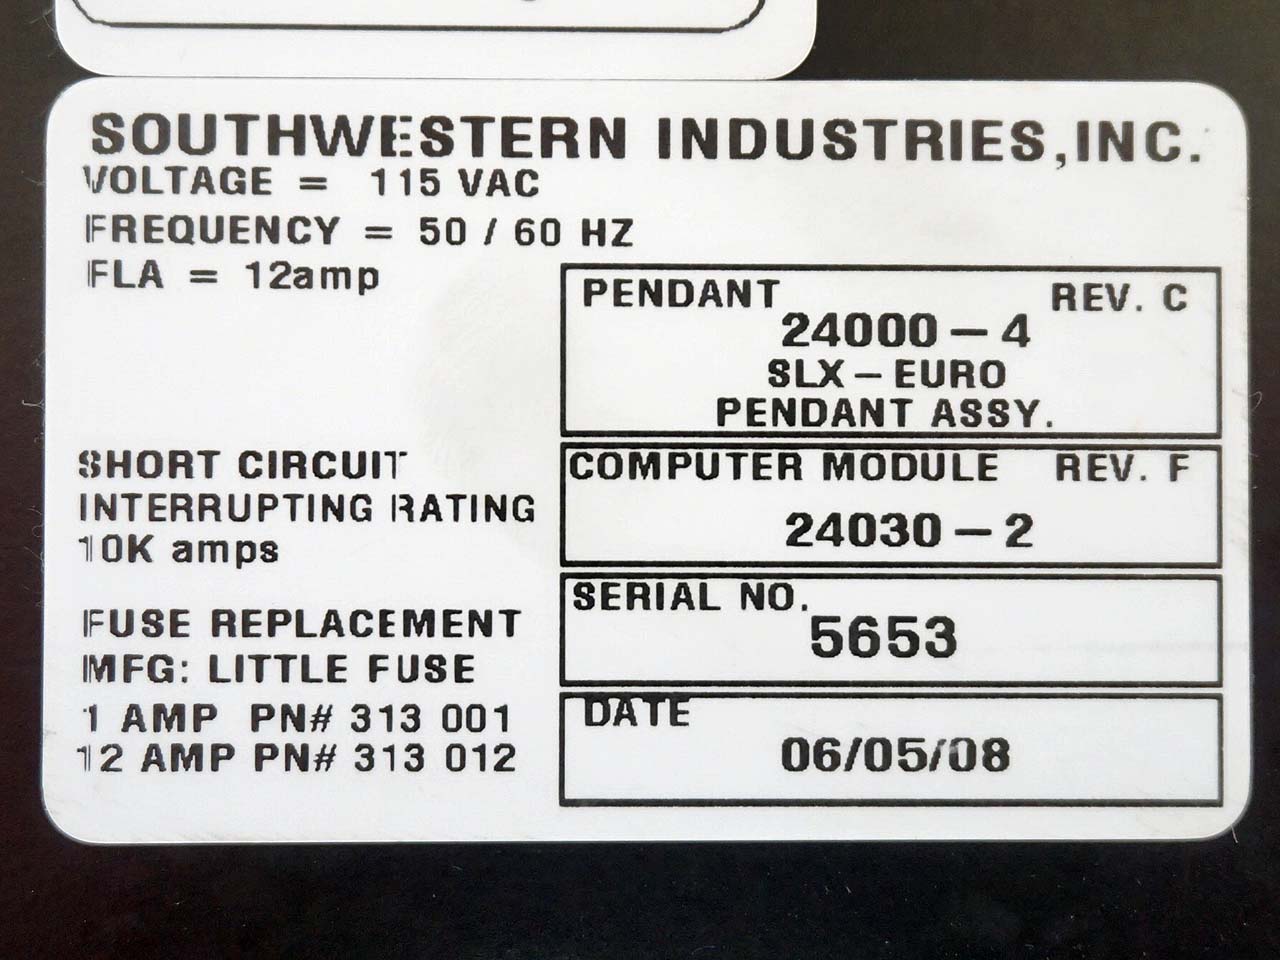 SOUTHWESTERN INDUSTRIES,INC.
VOLTAGE = 115 VAC
FREQUENCY = 50 / 60 HZ
FLA = 12amp
PENDANT REV. C
24000 – 4
SLX – EURO
PENDANT ASSY.
SHORT CIRCUIT
INTERRUPTING RATING
10K amps
COMPUTER MODULE REV. F
24030 – 2
FUSE REPLACEMENT
MFG: LITTLE FUSE
1 AMP PN# 313 001
12 AMP PN# 313 012
SERIAL NO.
5653
DATE
06/05/08